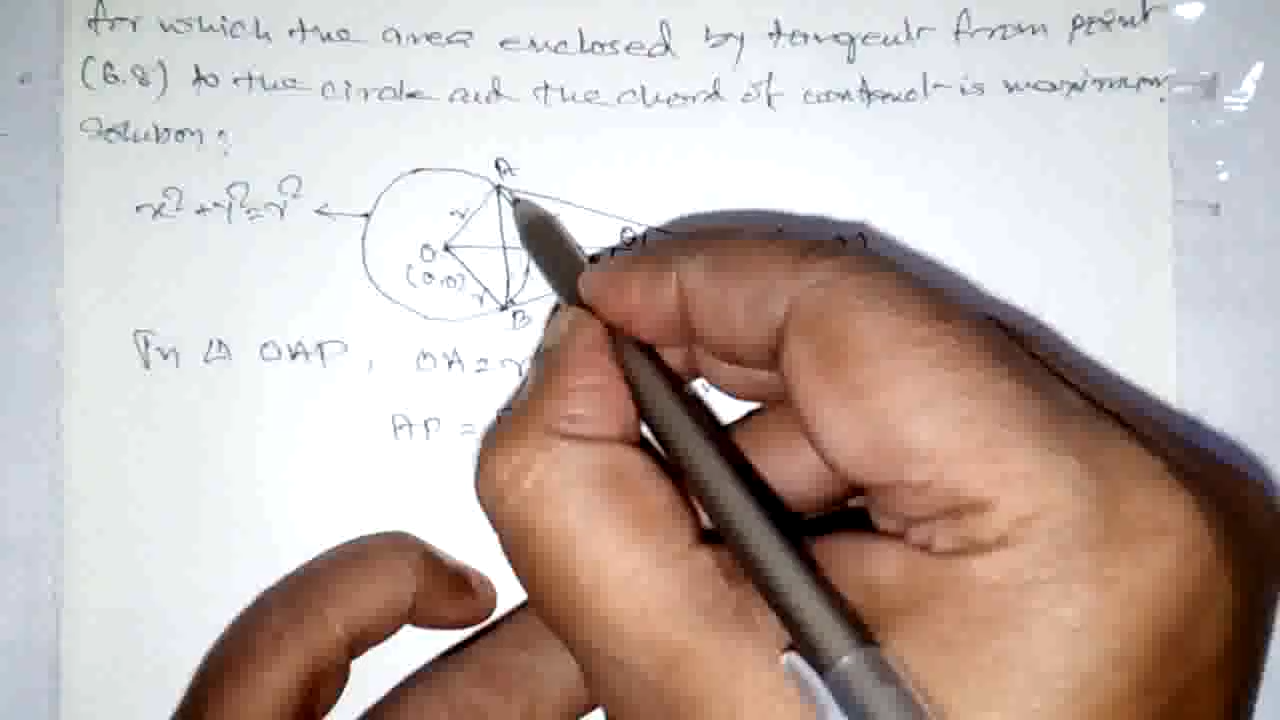 for which the area enclosed by tangents from point
(6.8) to the circle and the chord of contact is maximum
Solution:
x²+y²=r²
A
r
θ
O
(0,0)
r
B
In Δ OAP, OA=r
AP =